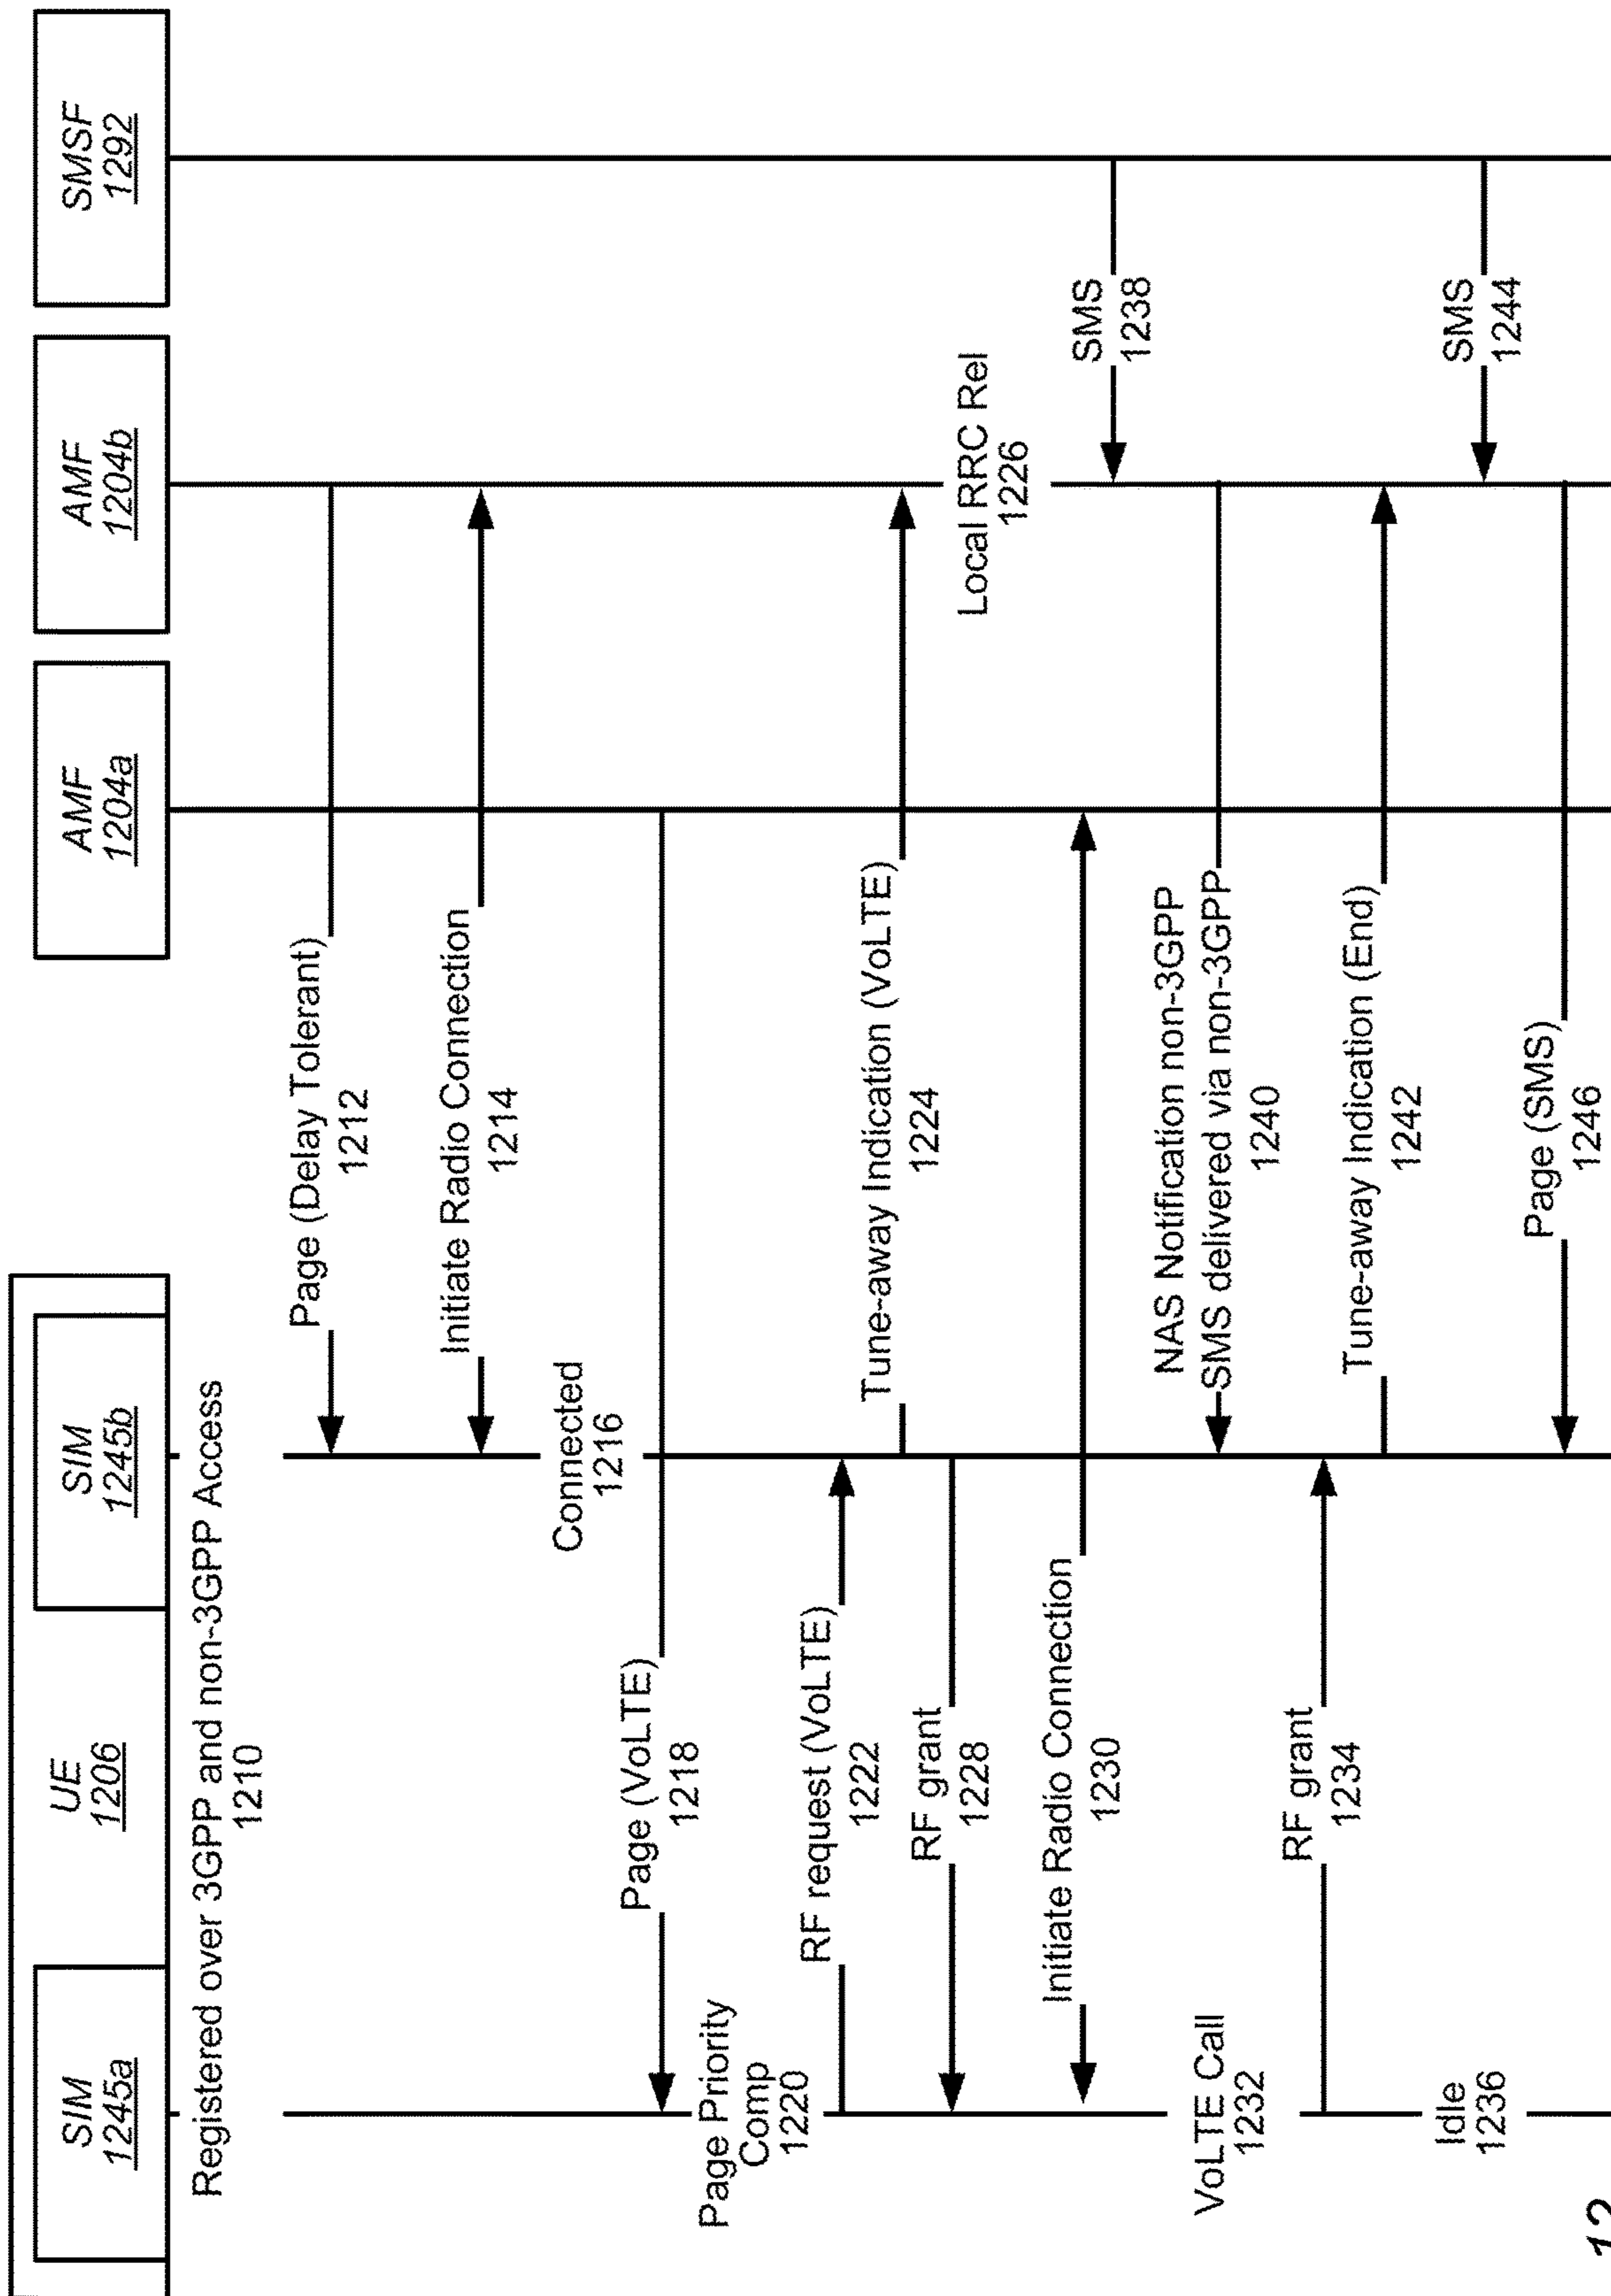 SIM
1245a
UE
1206
SIM
1245b
AMF
1204a
AMF
1204b
SMSF
1292
Registered over 3GPP and non-3GPP Access
1210
Page (Delay Tolerant)
1212
Initiate Radio Connection
1214
Connected
1216
Page (VoLTE)
1218
Page Priority
Comp
1220
RF request (VoLTE)
1222
Tune-away Indication (VoLTE)
1224
Local RRC Rel
1226
RF grant
1228
Initiate Radio Connection
1230
SMS
1238
NAS Notification non-3GPP
SMS delivered via non-3GPP
1240
VoLTE Call
1232
RF grant
1234
Tune-away Indication (End)
1242
Idle
1236
SMS
1244
Page (SMS)
1246
12